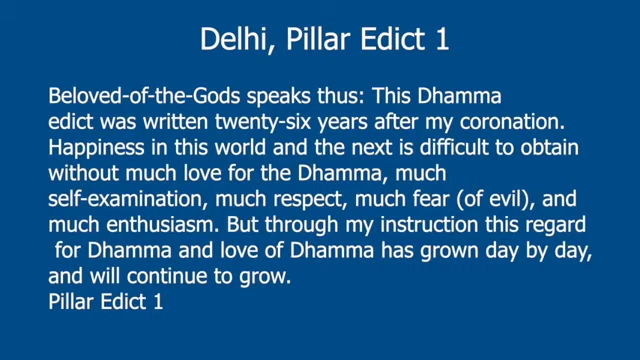 Delhi, Pillar Edict 1
Beloved-of-the-Gods speaks thus: This Dhamma
edict was written twenty-six years after my coronation.
Happiness in this world and the next is difficult to obtain
without much love for the Dhamma, much
self-examination, much respect, much fear (of evil), and
much enthusiasm. But through my instruction this regard
for Dhamma and love of Dhamma has grown day by day,
and will continue to grow.
Pillar Edict 1